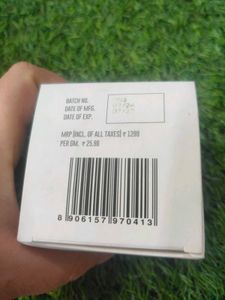 BATCH NO.
DATE OF MFG.
DATE OF EXP.
MRP (INCL. OF ALL TAXES) ₹ 1299
PER GM. ₹ 25.98
8 906157 970413